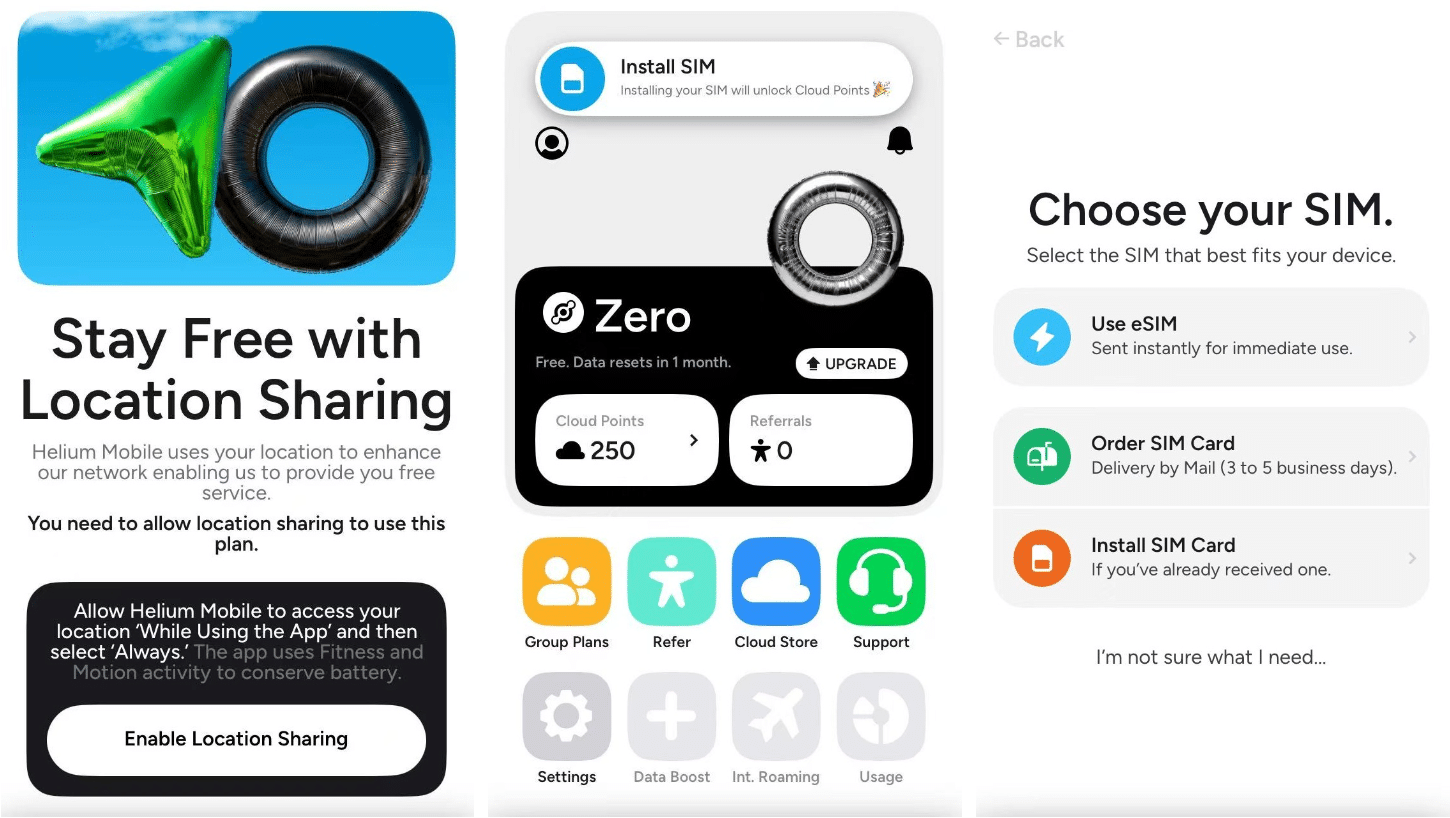 Stay Free with
Location Sharing
Helium Mobile uses your location to enhance
our network enabling us to provide you free
service.
You need to allow location sharing to use this
plan.
Allow Helium Mobile to access your
location ‘While Using the App’ and then
select ‘Always.’ The app uses Fitness and
Motion activity to conserve battery.
Enable Location Sharing
Install SIM
Installing your SIM will unlock Cloud Points 🎉
Zero
Free. Data resets in 1 month.
UPGRADE
Cloud Points
250
Referrals
0
Group Plans
Refer
Cloud Store
Support
Settings
Data Boost
Int. Roaming
Usage
← Back
Choose your SIM.
Select the SIM that best fits your device.
Use eSIM
Sent instantly for immediate use.
Order SIM Card
Delivery by Mail (3 to 5 business days).
Install SIM Card
If you’ve already received one.
I’m not sure what I need...